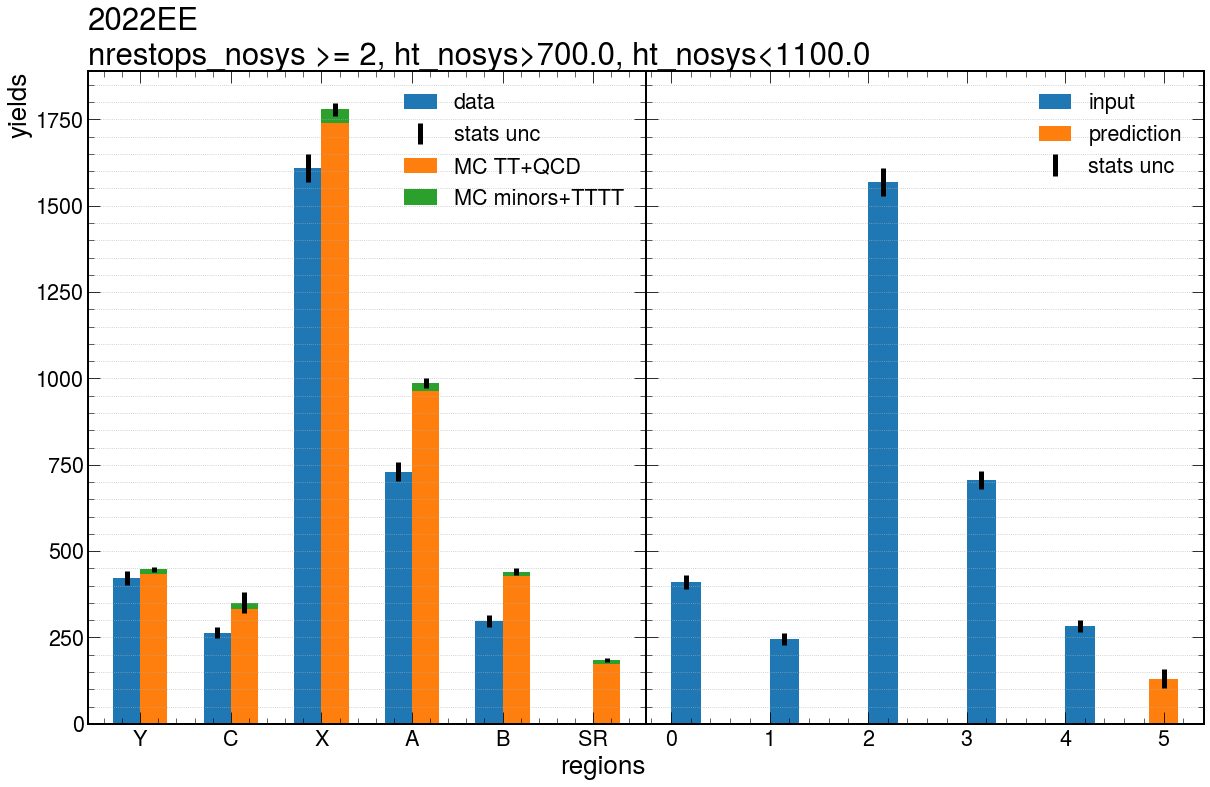 2022EE
nrestops_nosys >= 2, ht_nosys>700.0, ht_nosys<1100.0
yields
1750
1500
1250
1000
750
500
250
0
data
stats unc
MC TT+QCD
MC minors+TTTT
input
prediction
stats unc
Y C X A B SR
0 1 2 3 4 5
regions